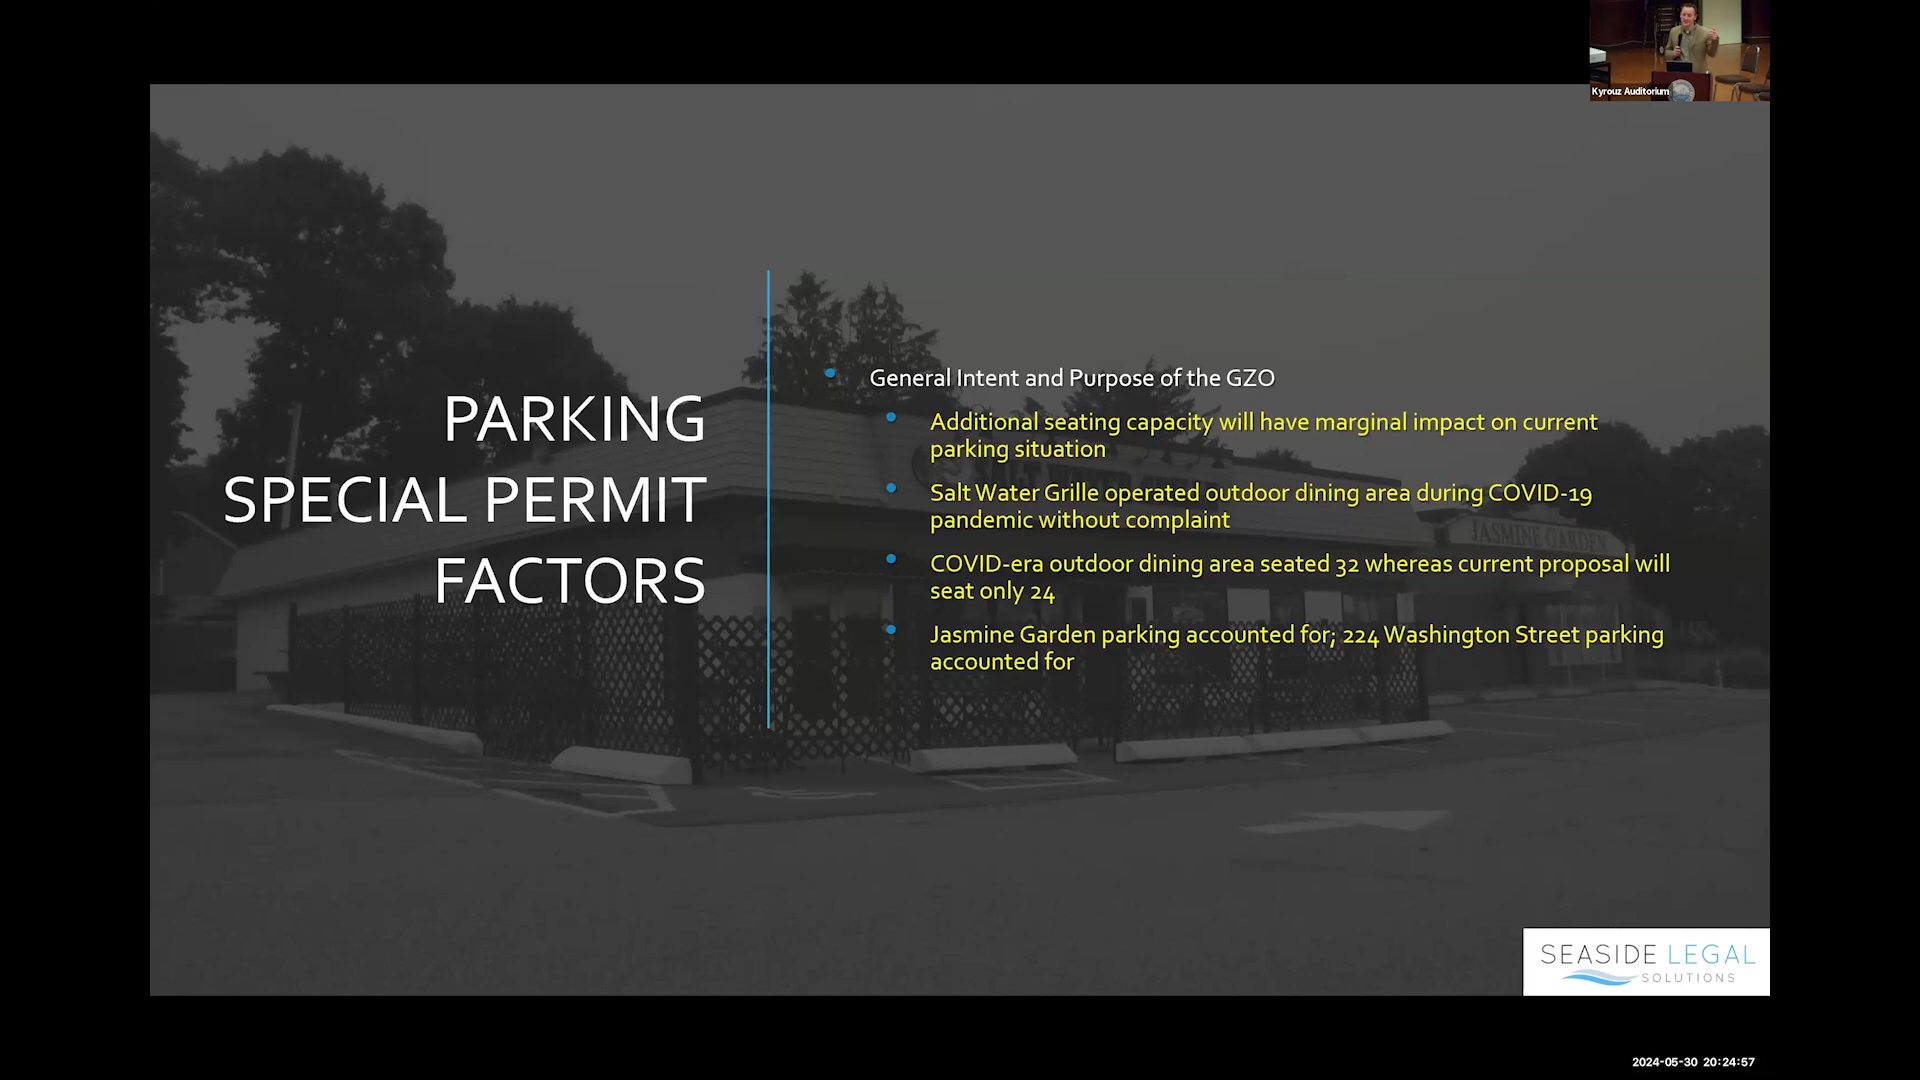 Kyrouz Auditorium
PARKING
SPECIAL PERMIT
FACTORS
General Intent and Purpose of the GZO
Additional seating capacity will have marginal impact on current
parking situation
Salt Water Grille operated outdoor dining area during COVID-19
pandemic without complaint
COVID-era outdoor dining area seated 32 whereas current proposal will
seat only 24
Jasmine Garden parking accounted for; 224 Washington Street parking
accounted for
JASMINE GARDEN
SEASIDE LEGAL
SOLUTIONS
2024-05-30 20:24:57